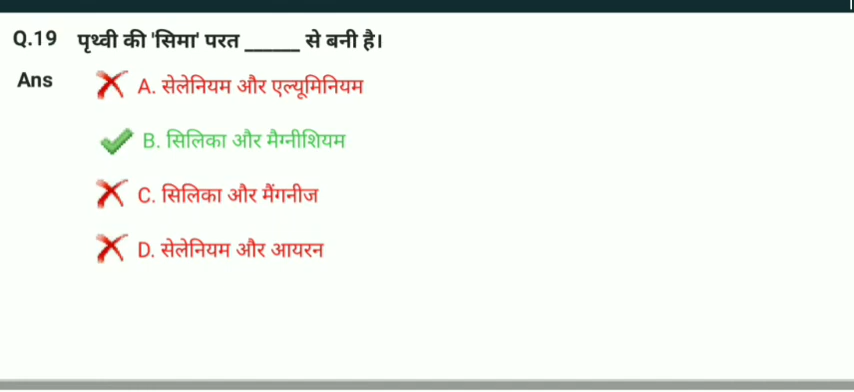 Q.19 पृथ्वी की 'सिमा' परत ______ से बनी है।
Ans A. सेलेनियम और एल्यूमिनियम
B. सिलिका और मैग्नीशियम
C. सिलिका और मैंगनीज
D. सेलेनियम और आयरन